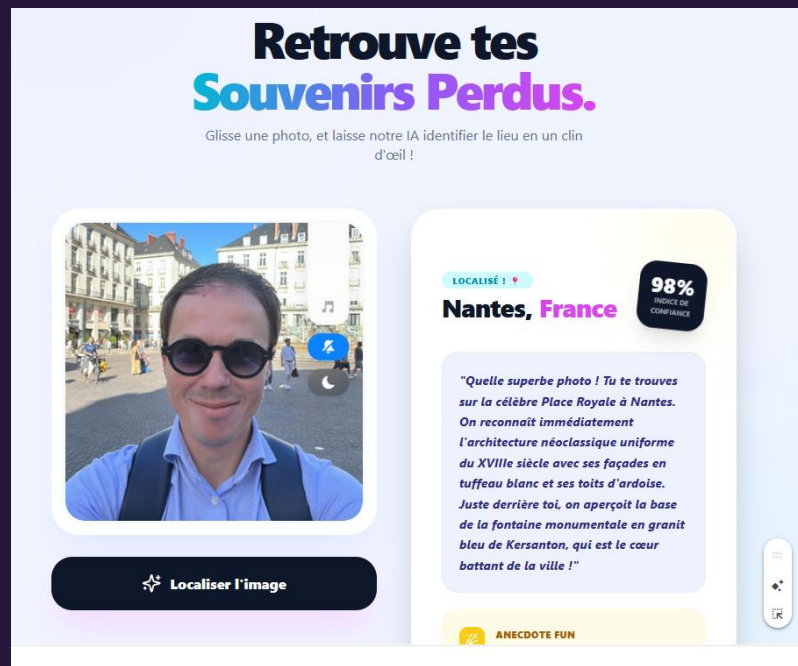 Retrouve tes
Souvenirs Perdus.
Glisse une photo, et laisse notre IA identifier le lieu en un clin
d'œil !
LOCALISÉ !
Nantes, France
98%
INDICE DE
CONFIANCE
"Quelle superbe photo ! Tu te trouves
sur la célèbre Place Royale à Nantes.
On reconnaît immédiatement
l'architecture néoclassique uniforme
du XVIIIe siècle avec ses façades en
tuffeau blanc et ses toits d'ardoise.
Juste derrière toi, on aperçoit la base
de la fontaine monumentale en granit
bleu de Kersanton, qui est le cœur
battant de la ville !"
Localiser l'image
ANECDOTE FUN